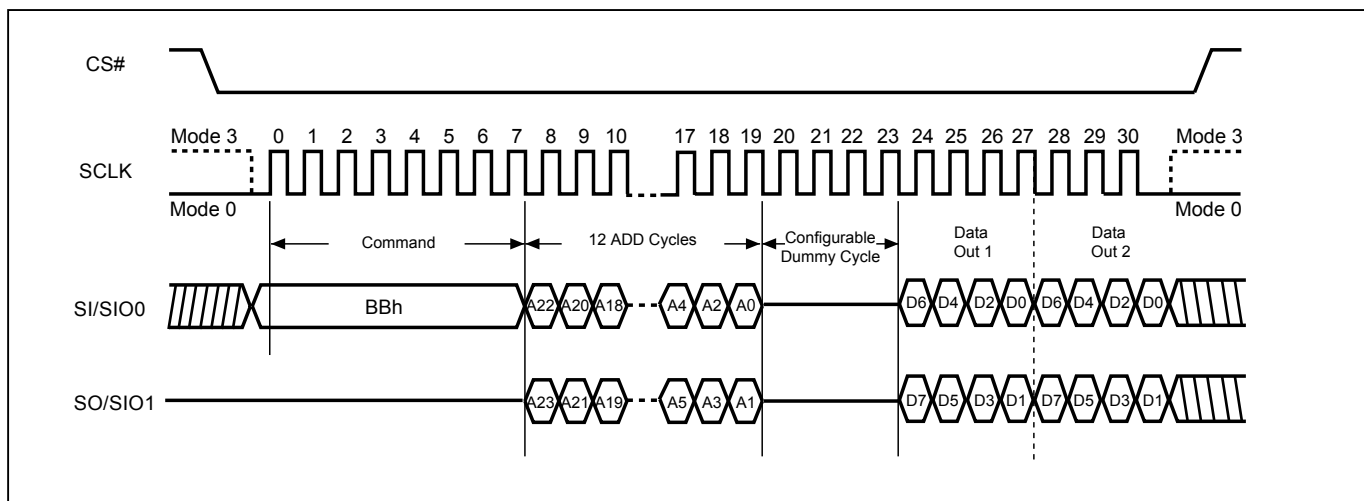 CS#
Mode 3 0 1 2 3 4 5 6 7 8 9 10 17 18 19 20 21 22 23 24 25 26 27 28 29 30 Mode 3
SCLK
Mode 0 Mode 0
Command 12 ADD Cycles Configurable Dummy Cycle Data Out 1 Data Out 2
SI/SIO0 BBh A22 A20 A18 A4 A2 A0 D6 D4 D2 D0 D6 D4 D2 D0
SO/SIO1 A23 A21 A19 A5 A3 A1 D7 D5 D3 D1 D7 D5 D3 D1